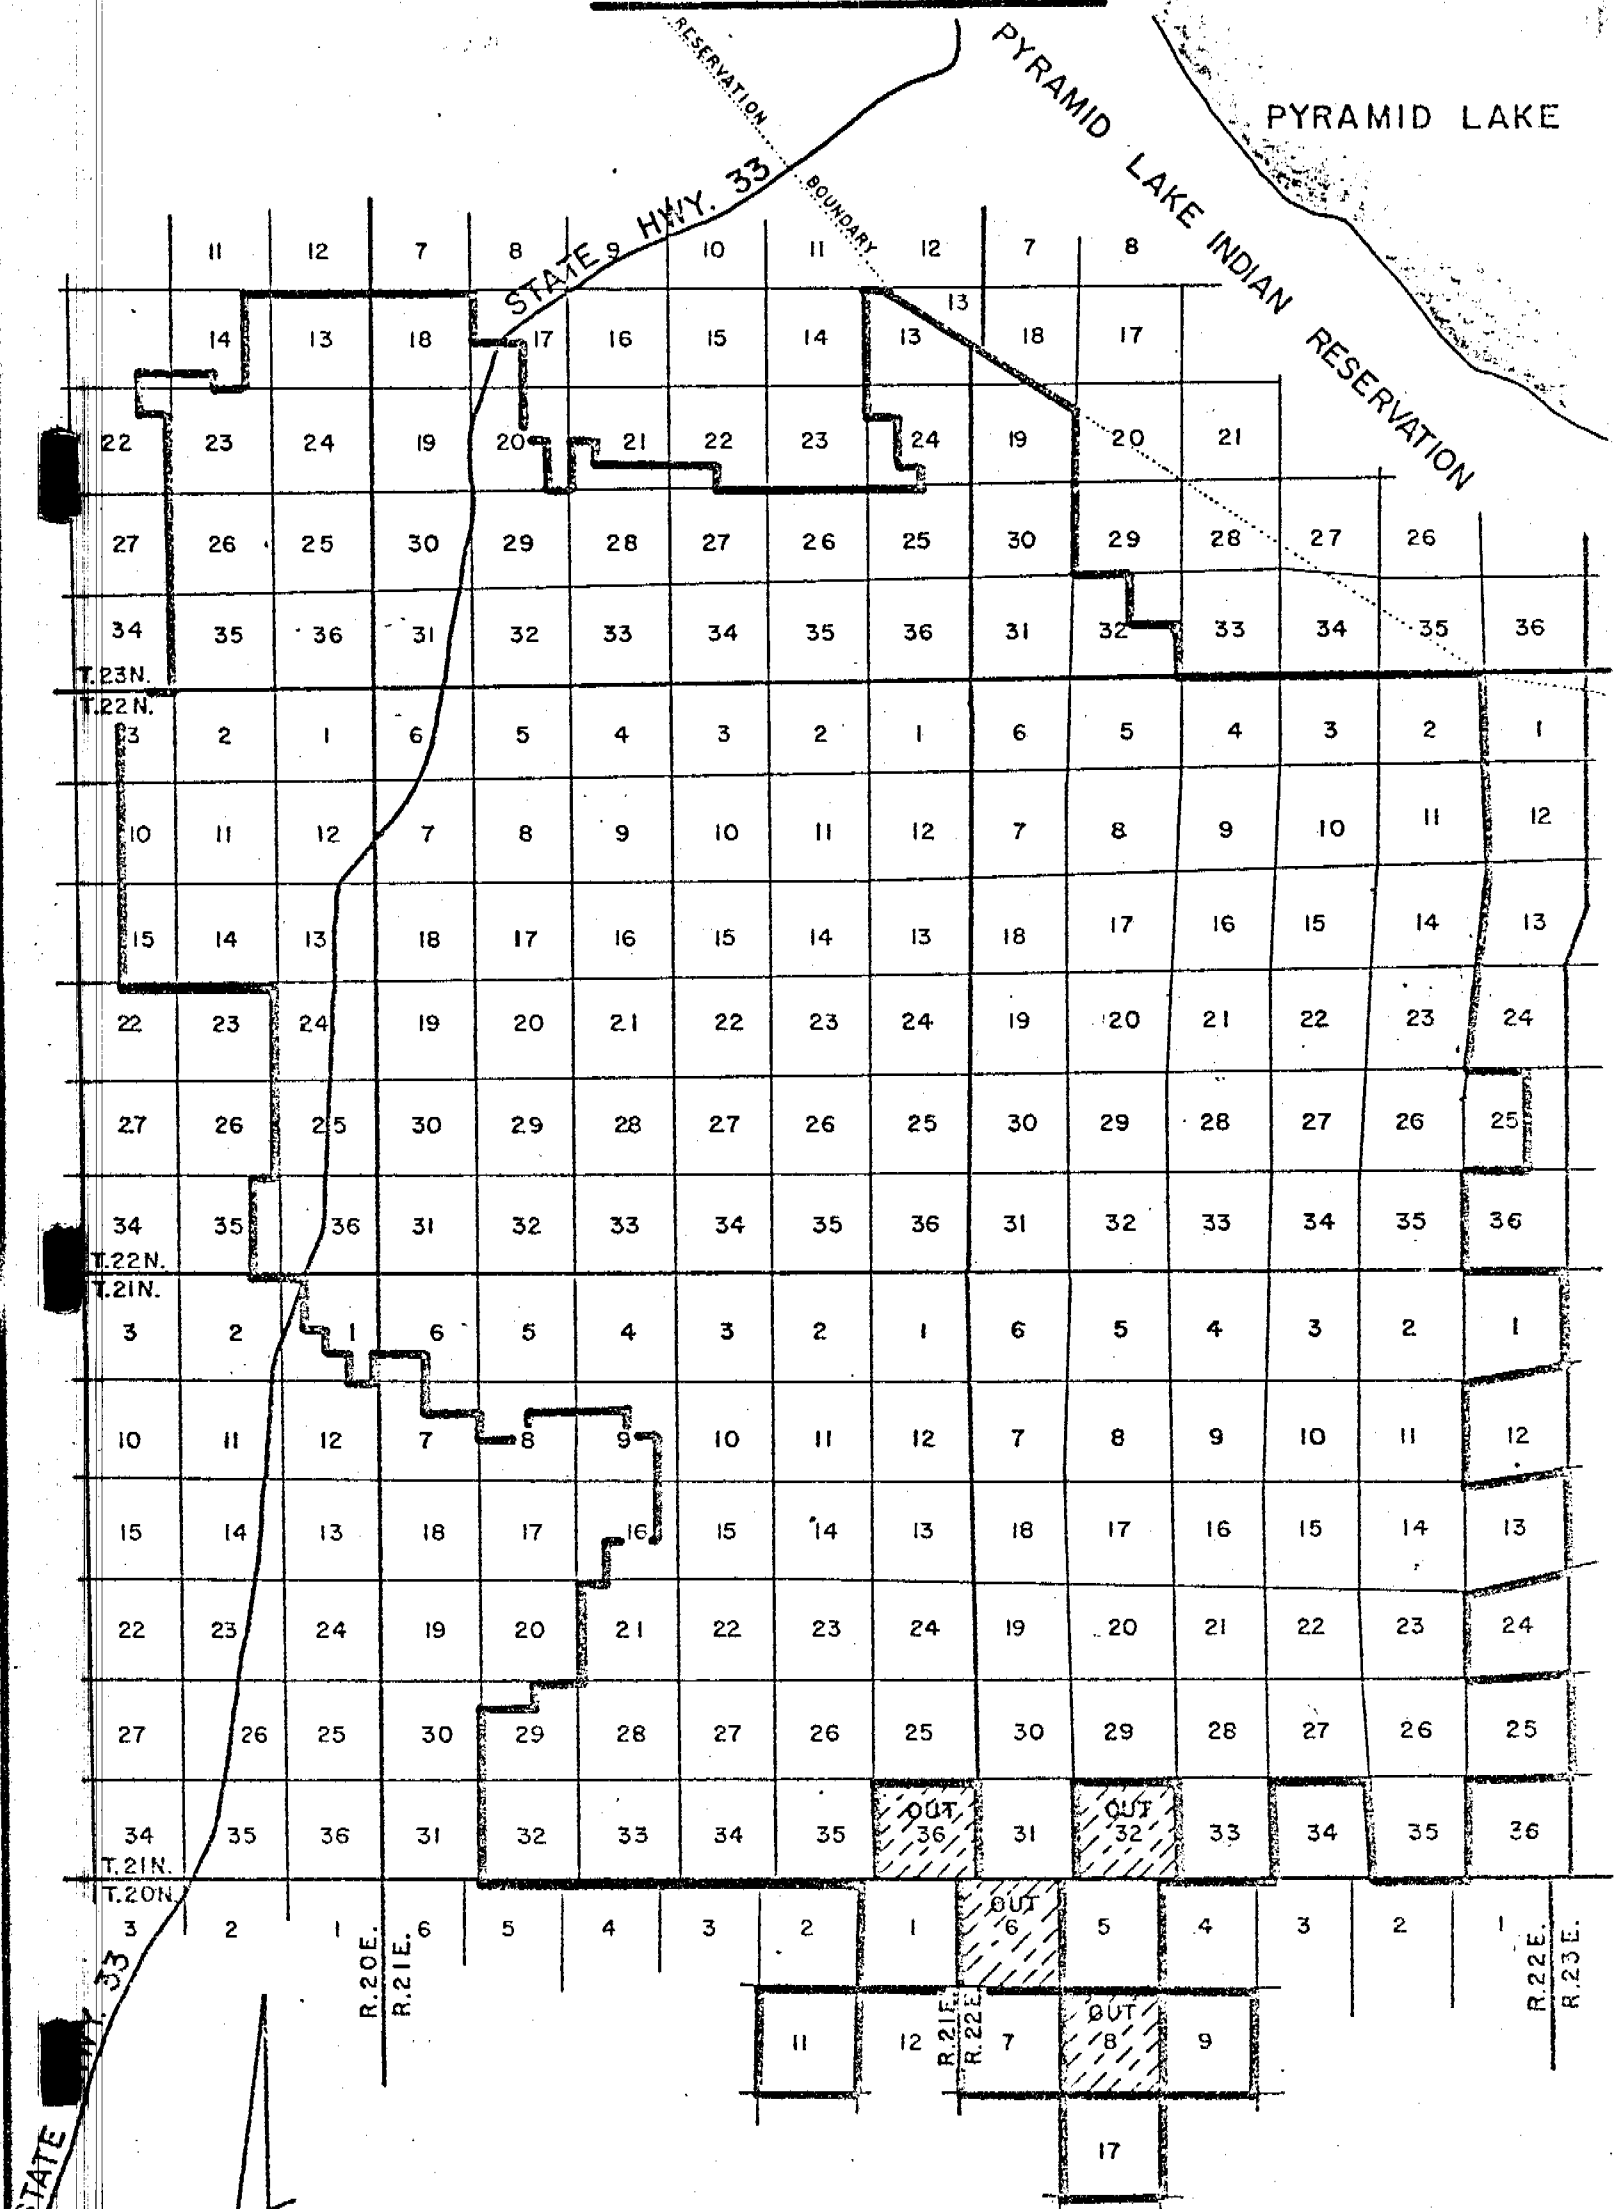 RESERVATION
BOUNDARY
PYRAMID LAKE
PYRAMID LAKE INDIAN RESERVATION
STATE HWY. 33
11 12 7 8 9 10 11 12 7 8
13
14 13 18 17 16 15 14 13 18 17
22 23 24 19 20 21 22 23 24 19 20 21
27 26 25 30 29 28 27 26 25 30 29 28 27 26
34 35 36 31 32 33 34 35 36 31 32 33 34 35 36
T.23N.
T.22N.
3 2 1 6 5 4 3 2 1 6 5 4 3 2 1
10 11 12 7 8 9 10 11 12 7 8 9 10 11 12
15 14 13 18 17 16 15 14 13 18 17 16 15 14 13
22 23 24 19 20 21 22 23 24 19 20 21 22 23 24
27 26 25 30 29 28 27 26 25 30 29 28 27 26 25
34 35 36 31 32 33 34 35 36 31 32 33 34 35 36
T.22N.
T.21N.
3 2 1 6 5 4 3 2 1 6 5 4 3 2 1
10 11 12 7 8 9 10 11 12 7 8 9 10 11 12
15 14 13 18 17 16 15 14 13 18 17 16 15 14 13
22 23 24 19 20 21 22 23 24 19 20 21 22 23 24
27 26 25 30 29 28 27 26 25 30 29 28 27 26 25
OUT OUT
34 35 36 31 32 33 34 35 36 31 32 33 34 35 36
T.21N.
T.20N.
OUT
3 2 1 6 5 4 3 2 1 6 5 4 3 2 1
R.20E.
R.21E.
R.22E.
R.23E.
OUT
11 12 7 8 9
R.21E.
R.22E.
17
STATE HWY. 33